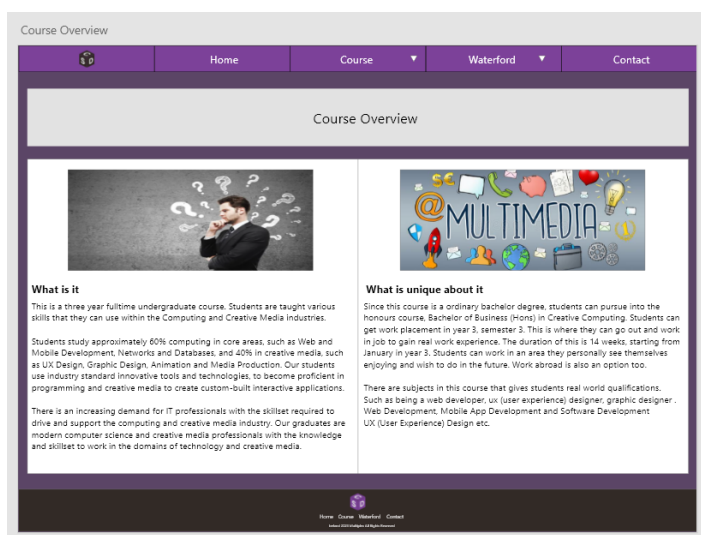 Course Overview
Home
Course
Waterford
Contact
Course Overview
@MULTIMEDIA
What is it
This is a three year fulltime undergraduate course. Students are taught various
skills that they can use within the Computing and Creative Media industries.
Students study approximately 60% computing in core areas, such as Web and
Mobile Development, Networks and Databases, and 40% in creative media, such
as UX Design, Graphic Design, Animation and Media Production. Our students
use industry standard innovative tools and technologies, to become proficient in
programming and creative media to create custom-built interactive applications.
There is an increasing demand for IT professionals with the skillset required to
drive and support the computing and creative media industry. Our graduates are
modern computer science and creative media professionals with the knowledge
and skillset to work in the domains of technology and creative media.
What is unique about it
Since this course is a ordinary bachelor degree, students can pursue into the
honours course, Bachelor of Business (Hons) in Creative Computing. Students can
get work placement in year 3, semester 3. This is where they can go out and work
in job to gain real work experience. The duration of this is 14 weeks, starting from
January in year 3. Students can work in an area they personally see themselves
enjoying and wish to do in the future. Work abroad is also an option too.
There are subjects in this course that gives students real world qualifications.
Such as being a web developer, ux (user experience) designer, graphic designer .
Web Development, Mobile App Development and Software Development
UX (User Experience) Design etc.
Home Course Waterford Contact
All Rights Reserved